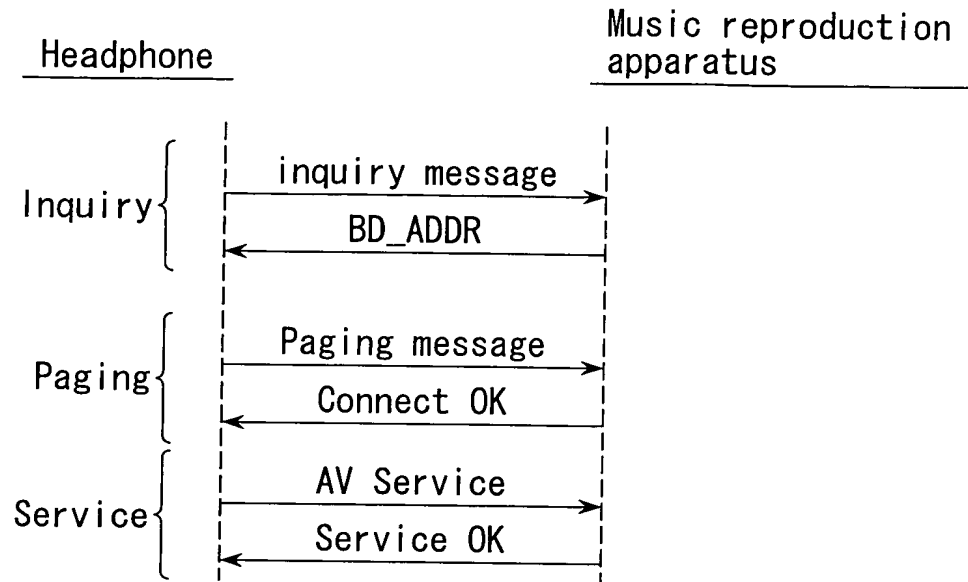 Headphone
Music reproduction
apparatus
Inquiry
inquiry message
BD_ADDR
Paging
Paging message
Connect OK
Service
AV Service
Service OK